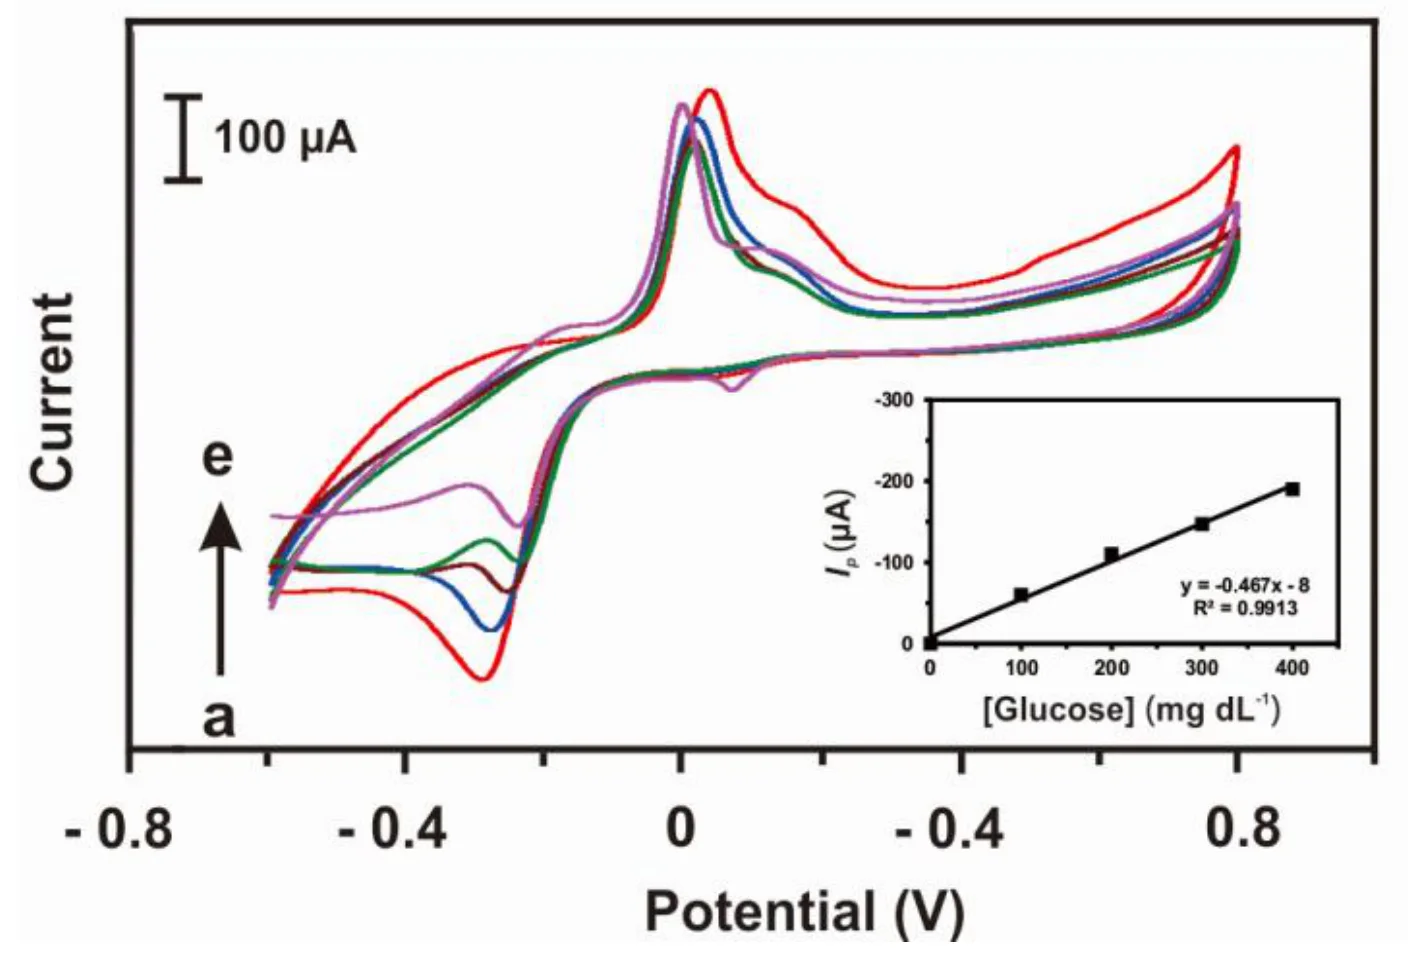 100 µA
Current
e
a
- 0.8
- 0.4
0
- 0.4
0.8
Potential (V)
-300
-200
-100
0
Iₚ (µA)
y = -0.467x - 8
R² = 0.9913
0
100
200
300
400
[Glucose] (mg dL⁻¹)